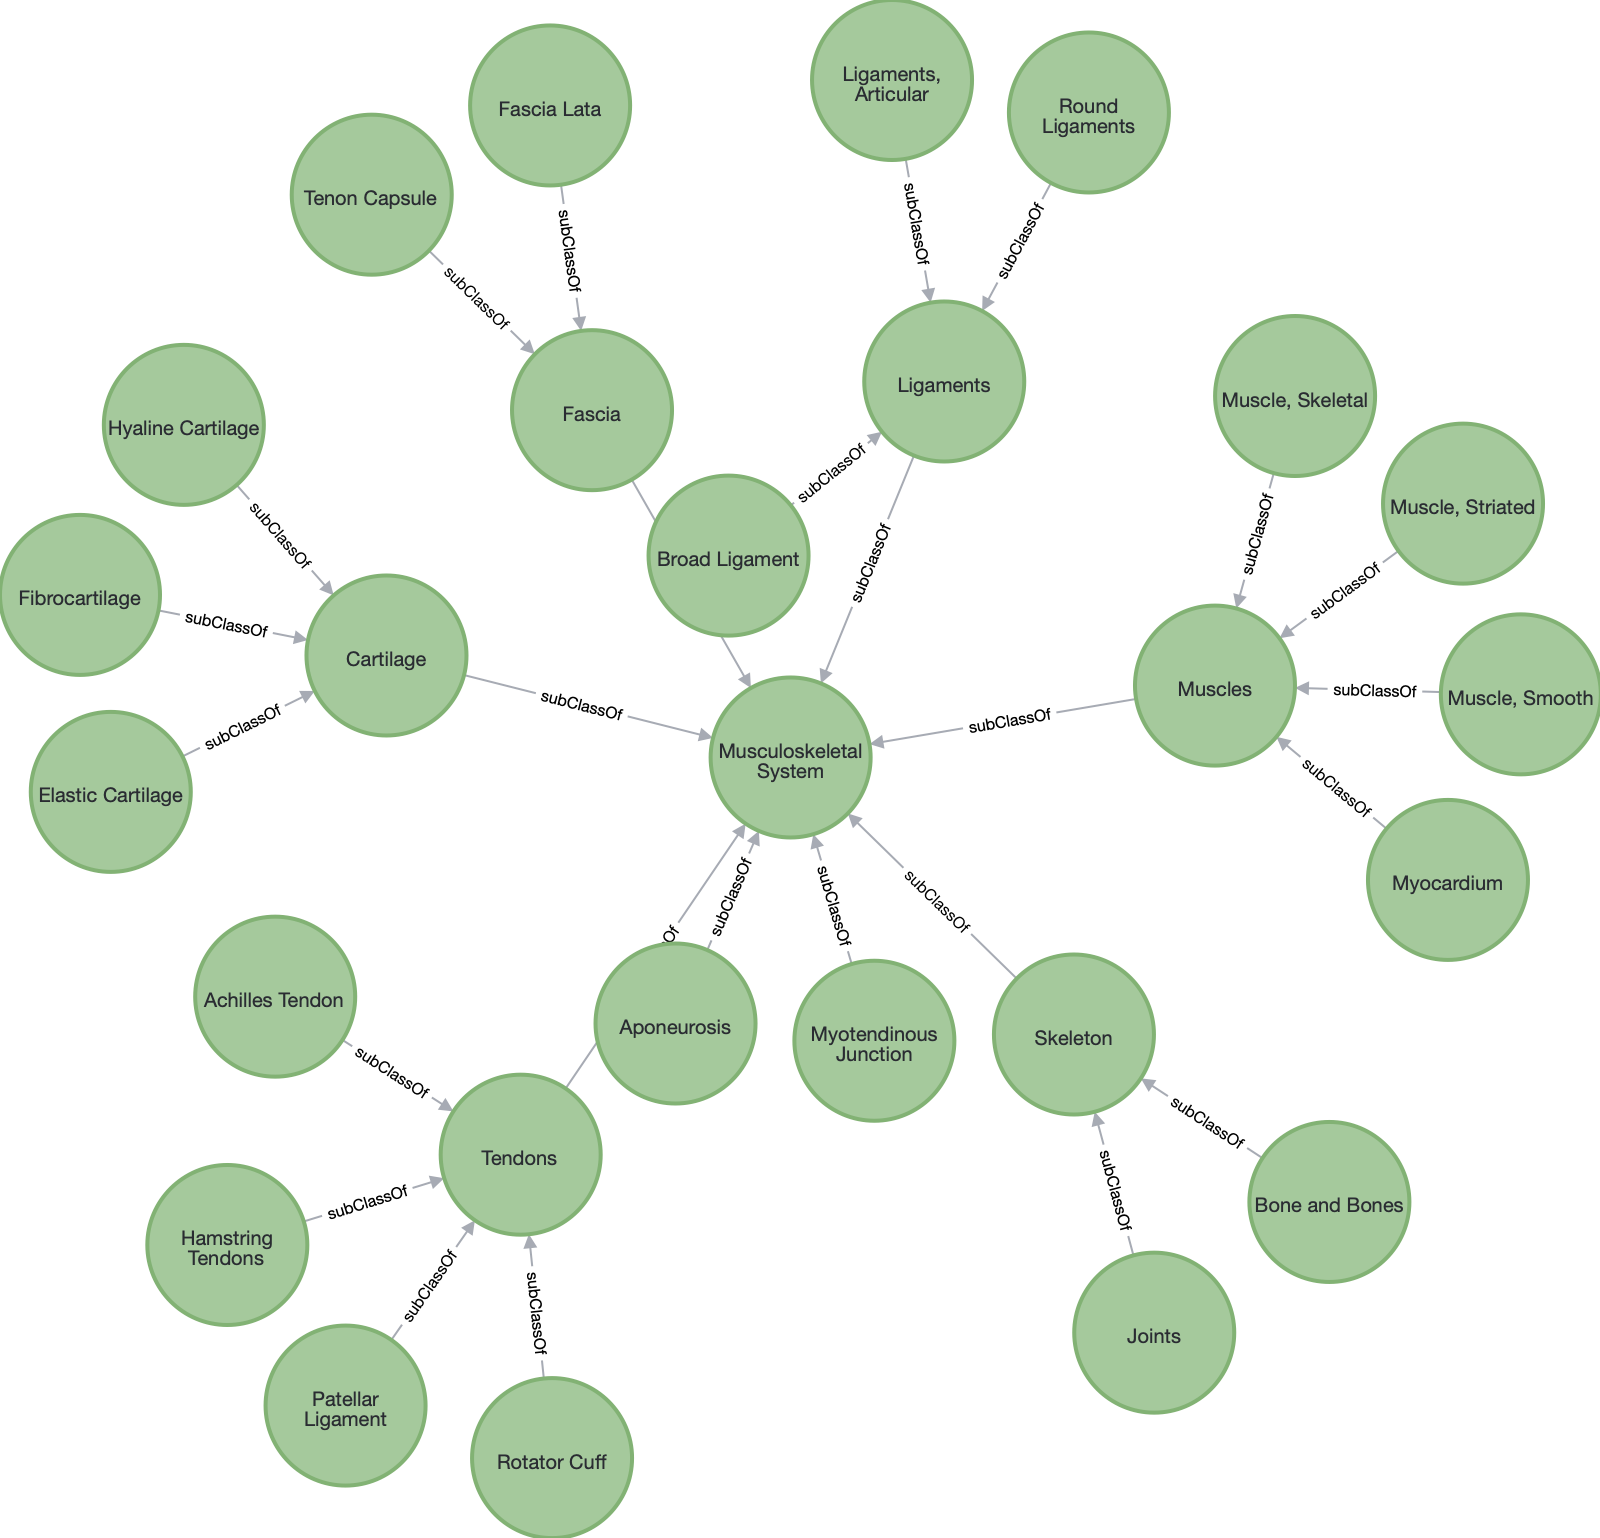 Ligaments,
Articular
Fascia Lata
Round
Ligaments
Tenon Capsule
subClassOf
subClassOf
subClassOf
subClassOf
Ligaments
Muscle, Skeletal
Fascia
Hyaline Cartilage
subClassOf
Muscle, Striated
subClassOf
subClassOf
Broad Ligament
subClassOf
subClassOf
Fibrocartilage
subClassOf
Cartilage
Muscles
subClassOf
Muscle, Smooth
subClassOf
subClassOf
subClassOf
Musculoskeletal
System
Elastic Cartilage
subClassOf
Myocardium
subClassOf
subClassOf
subClassOf
Of
Achilles Tendon
Aponeurosis
Myotendinous
Junction
Skeleton
subClassOf
subClassOf
Tendons
subClassOf
subClassOf
Bone and Bones
Hamstring
Tendons
subClassOf
subClassOf
Joints
Patellar
Ligament
Rotator Cuff